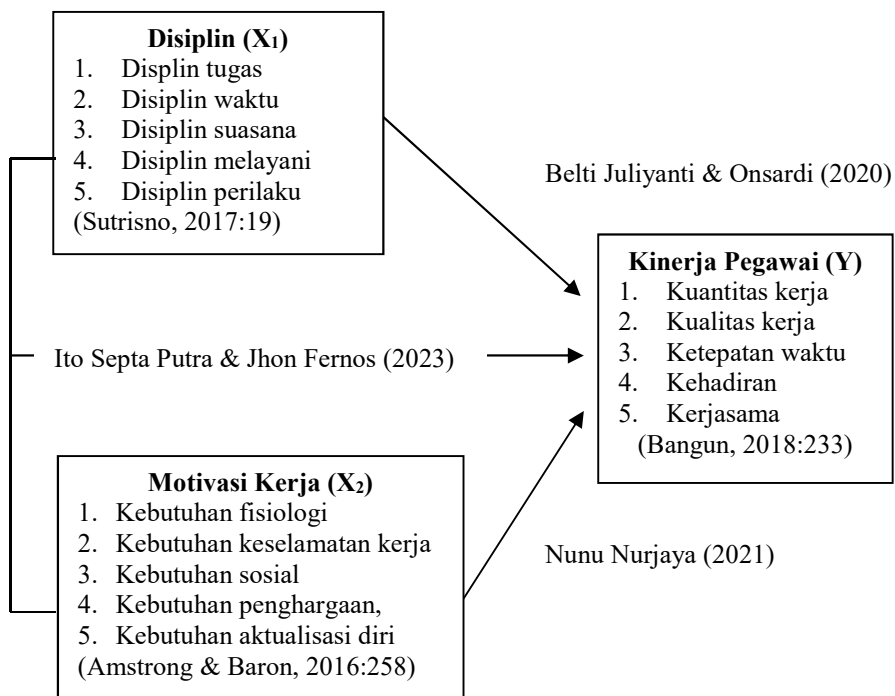 Disiplin (X₁)
1. Displin tugas
2. Disiplin waktu
3. Disiplin suasana
4. Disiplin melayani
5. Disiplin perilaku
(Sutrisno, 2017:19)
Belti Juliyanti & Onsardi (2020)
Kinerja Pegawai (Y)
1. Kuantitas kerja
2. Kualitas kerja
3. Ketepatan waktu
4. Kehadiran
5. Kerjasama
(Bangun, 2018:233)
Ito Septa Putra & Jhon Fernos (2023)
Motivasi Kerja (X₂)
1. Kebutuhan fisiologi
2. Kebutuhan keselamatan kerja
3. Kebutuhan sosial
4. Kebutuhan penghargaan,
5. Kebutuhan aktualisasi diri
(Amstrong & Baron, 2016:258)
Nunu Nurjaya (2021)